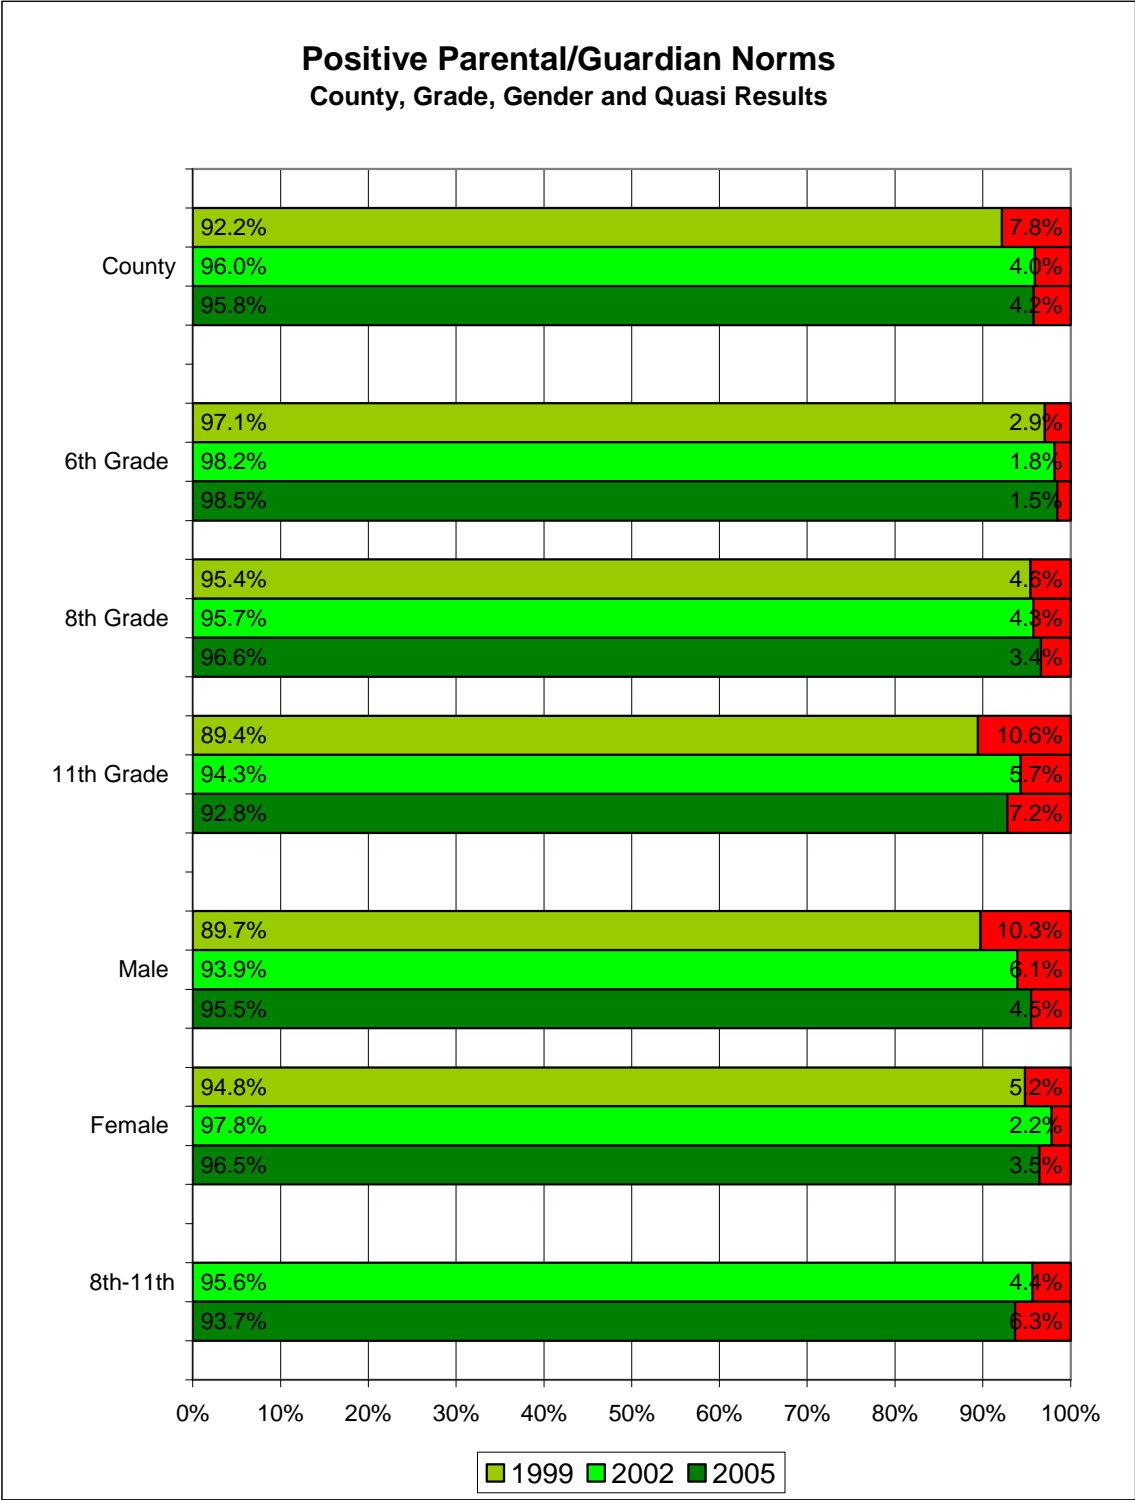 Positive Parental/Guardian Norms
County, Grade, Gender and Quasi Results
92.2% 7.8%
County 96.0% 4.0%
95.8% 4.2%
97.1% 2.9%
6th Grade 98.2% 1.8%
98.5% 1.5%
95.4% 4.6%
8th Grade 95.7% 4.3%
96.6% 3.4%
89.4% 10.6%
11th Grade 94.3% 5.7%
92.8% 7.2%
89.7% 10.3%
Male 93.9% 6.1%
95.5% 4.5%
94.8% 5.2%
Female 97.8% 2.2%
96.5% 3.5%
8th-11th 95.6% 4.4%
93.7% 6.3%
0% 10% 20% 30% 40% 50% 60% 70% 80% 90% 100%
1999 2002 2005